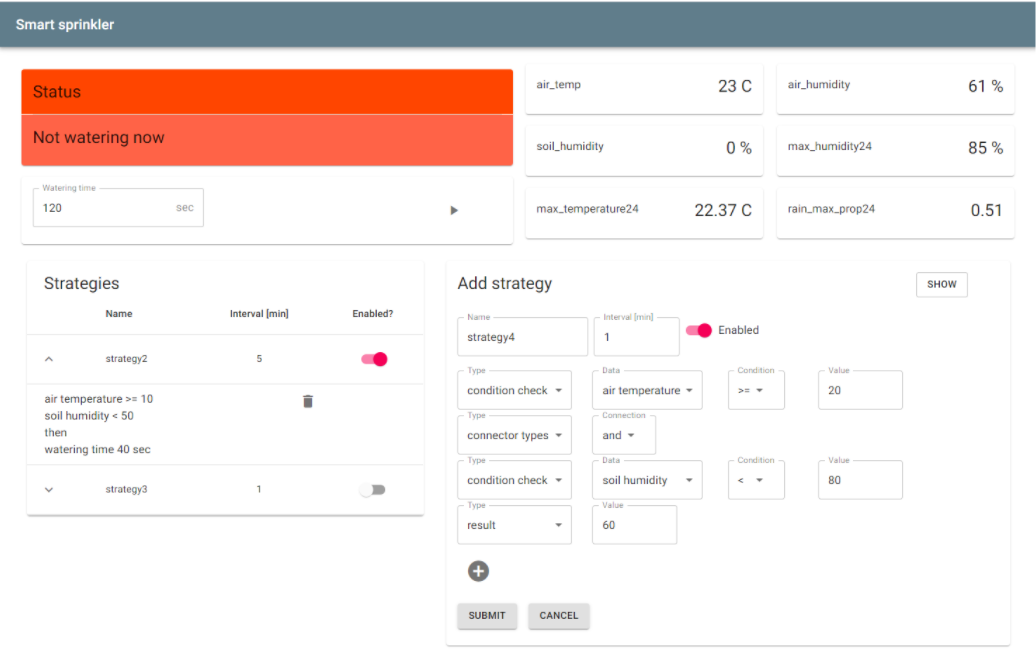 Smart sprinkler
Status
Not watering now
Watering time
120 sec
air_temp 23 C
air_humidity 61 %
soil_humidity 0 %
max_humidity24 85 %
max_temperature24 22.37 C
rain_max_prop24 0.51
Strategies
Name Interval [min] Enabled?
strategy2 5
air temperature >= 10
soil humidity < 50
then
watering time 40 sec
strategy3 1
Add strategy SHOW
Name Interval [min]
strategy4 1 Enabled
Type Data Condition Value
condition check air temperature >= 20
Type Connection
connector types and
Type Data Condition Value
condition check soil humidity < 80
Type Value
result 60
SUBMIT CANCEL